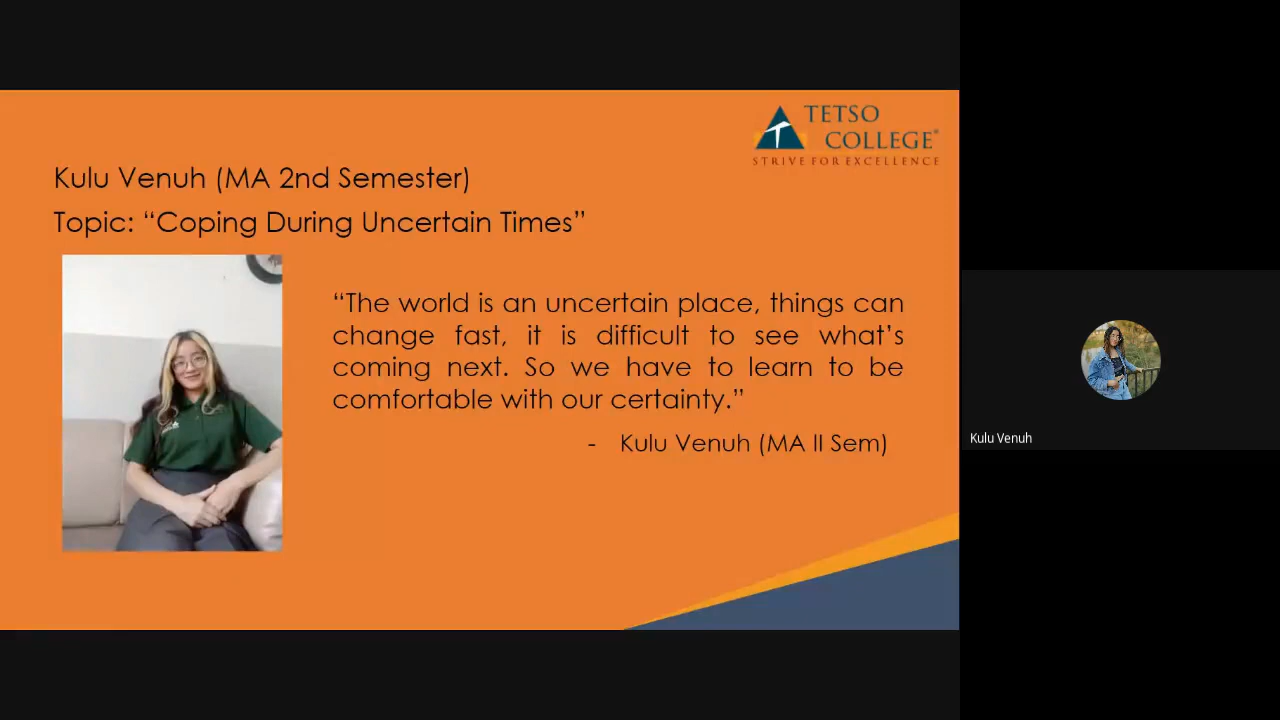 TETSO
COLLEGE®
STRIVE FOR EXCELLENCE
Kulu Venuh (MA 2nd Semester)
Topic: “Coping During Uncertain Times”
“The world is an uncertain place, things can
change fast, it is difficult to see what’s
coming next. So we have to learn to be
comfortable with our certainty.”
- Kulu Venuh (MA II Sem)
Kulu Venuh